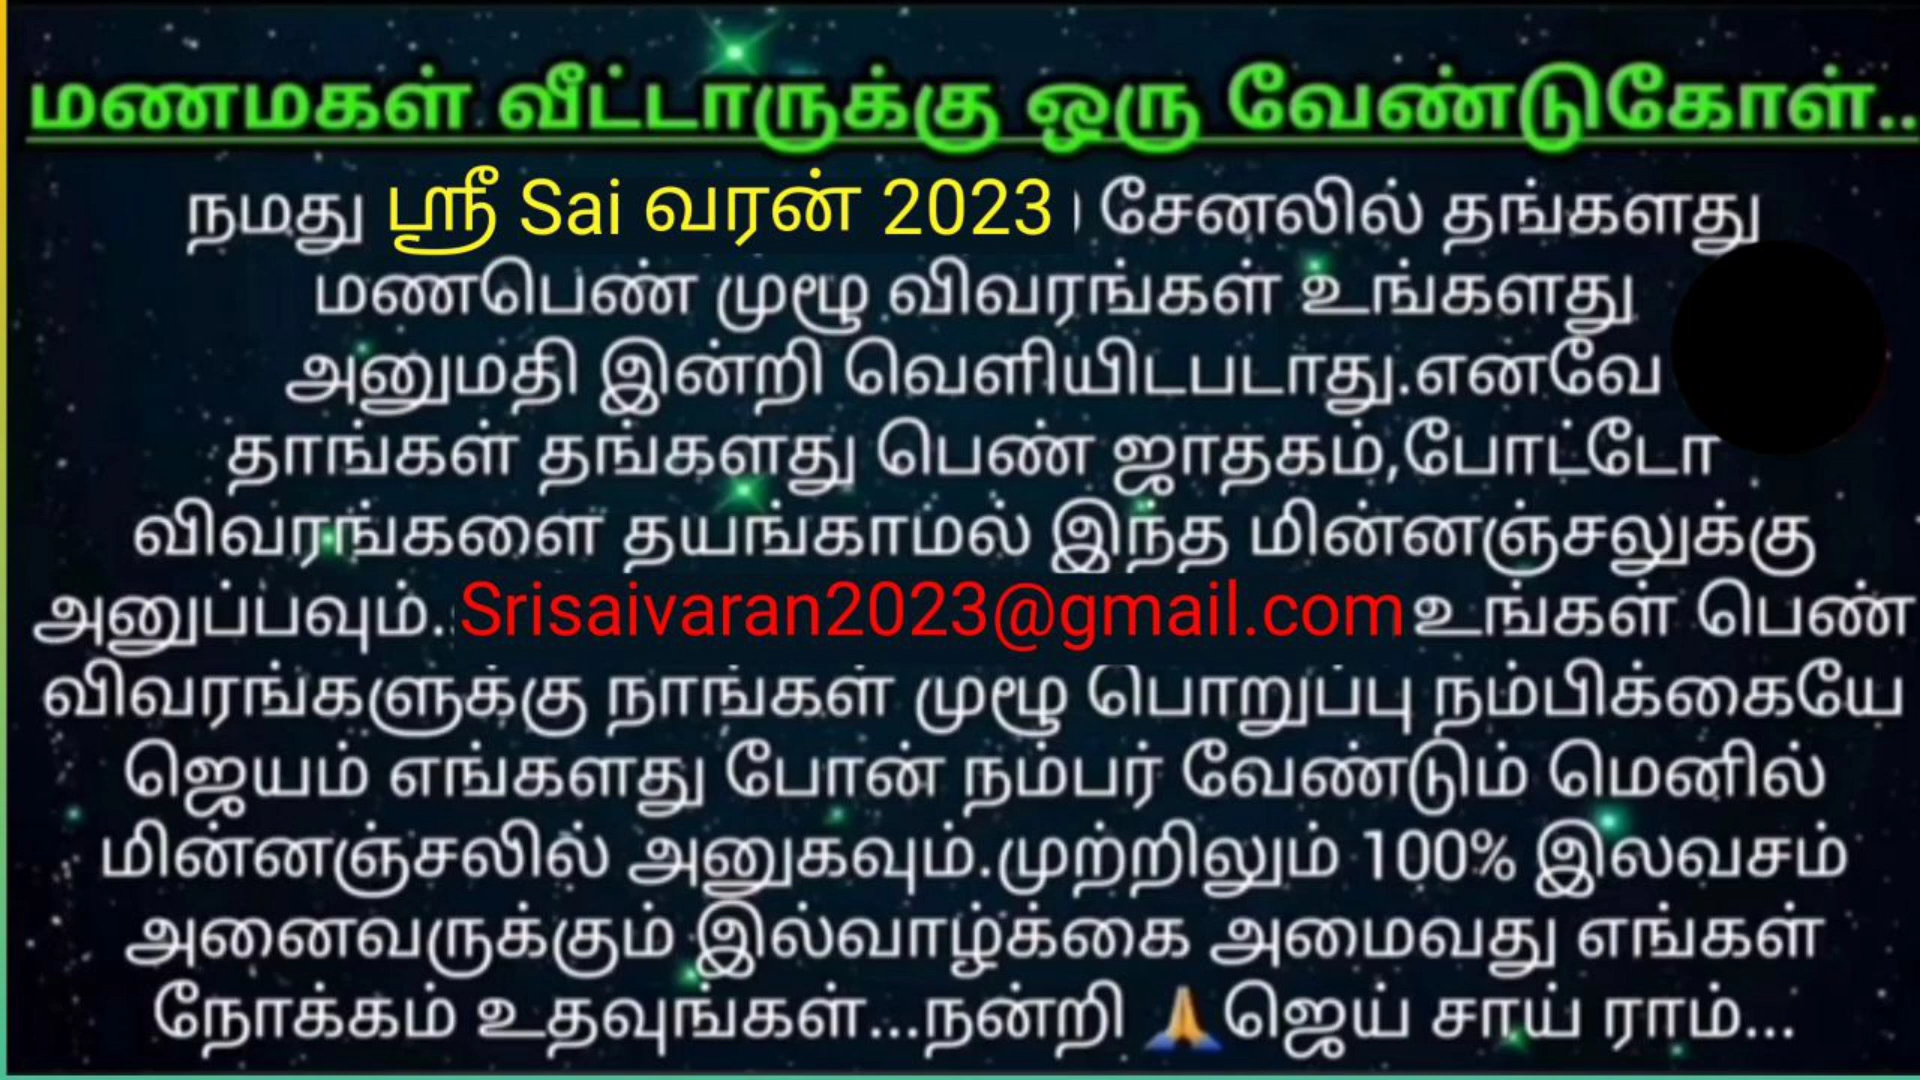 மணமகள் வீட்டாருக்கு ஒரு வேண்டுகோள்..
நமது ஸ்ரீ Sai வரன் 2023 சேனலில் தங்களது
மணபெண் முழூ விவரங்கள் உங்களது
அனுமதி இன்றி வெளியிடபடாது.எனவே
தாங்கள் தங்களது பெண் ஜாதகம்,போட்டோ
விவரங்களை தயங்காமல் இந்த மின்னஞ்சலுக்கு
அனுப்பவும். Srisaivaran2023@gmail.com உங்கள் பெண்
விவரங்களுக்கு நாங்கள் முழூ பொறுப்பு நம்பிக்கையே
ஜெயம் எங்களது போன் நம்பர் வேண்டும் மெனில்
மின்னஞ்சலில் அனுகவும்.முற்றிலும் 100% இலவசம்
அனைவருக்கும் இல்வாழ்க்கை அமைவது எங்கள்
நோக்கம் உதவுங்கள்...நன்றி 🙏ஜெய் சாய் ராம்...